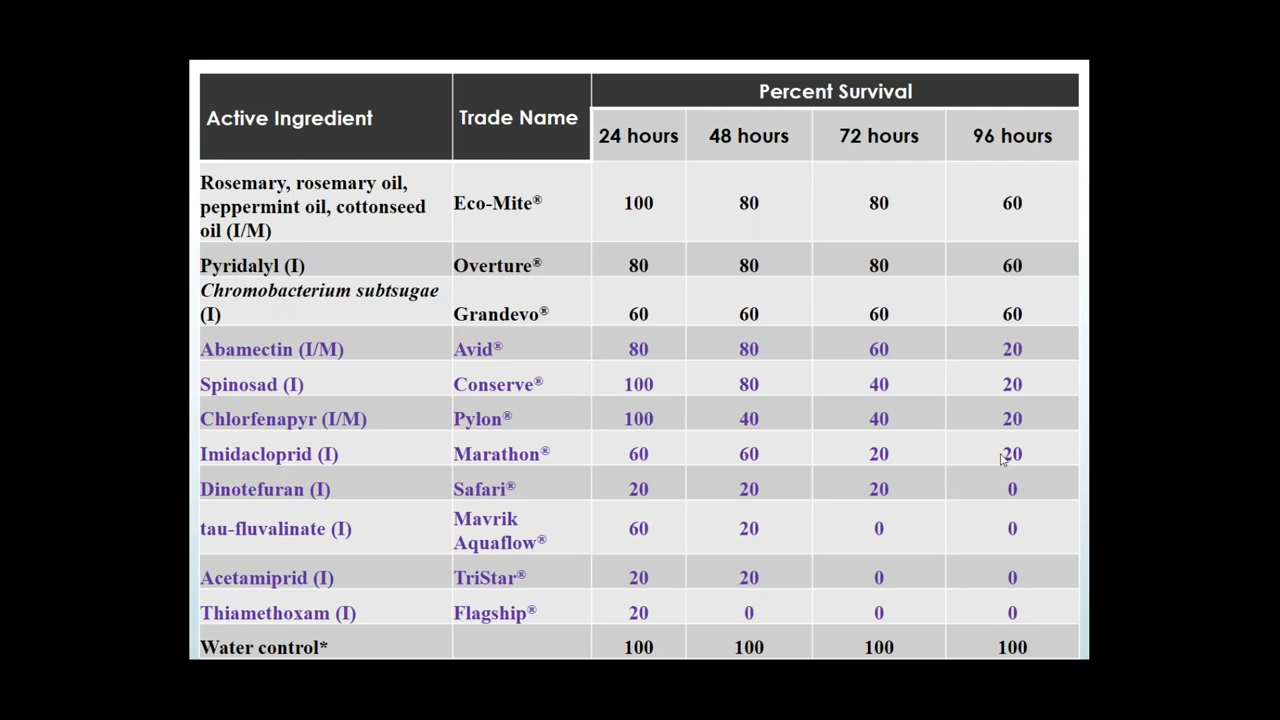 Active Ingredient Trade Name Percent Survival
24 hours 48 hours 72 hours 96 hours
Rosemary, rosemary oil,
peppermint oil, cottonseed
oil (I/M) Eco-Mite® 100 80 80 60
Pyridalyl (I) Overture® 80 80 80 60
Chromobacterium subtsugae
(I) Grandevo® 60 60 60 60
Abamectin (I/M) Avid® 80 80 60 20
Spinosad (I) Conserve® 100 80 40 20
Chlorfenapyr (I/M) Pylon® 100 40 40 20
Imidacloprid (I) Marathon® 60 60 20 20
Dinotefuran (I) Safari® 20 20 20 0
tau-fluvalinate (I) Mavrik
Aquaflow® 60 20 0 0
Acetamiprid (I) TriStar® 20 20 0 0
Thiamethoxam (I) Flagship® 20 0 0 0
Water control* 100 100 100 100